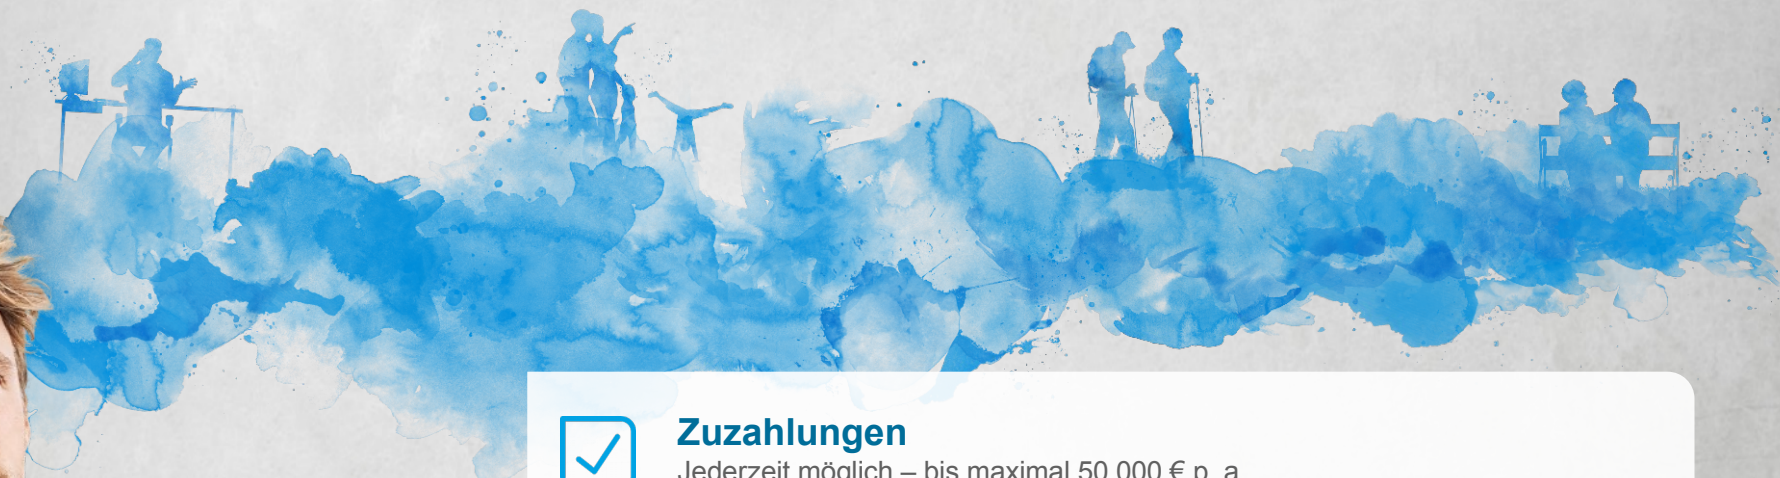 Zuzahlungen
Jederzeit möglich – bis maximal 50.000 € p. a.